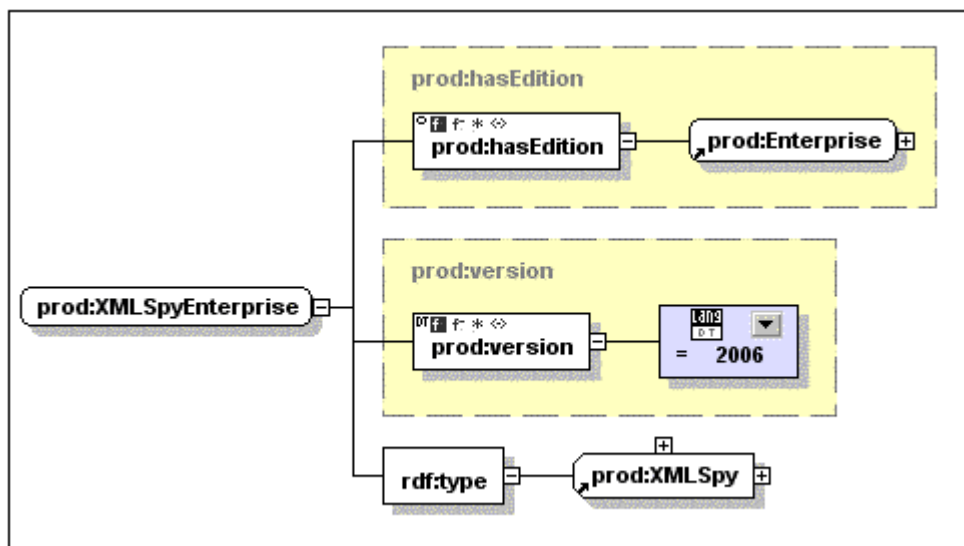 prod:hasEdition
prod:hasEdition
prod:Enterprise
prod:version
prod:XMLSpyEnterprise
DT f f: * <>
prod:version
Lang
DT
= 2006
rdf:type
prod:XMLSpy